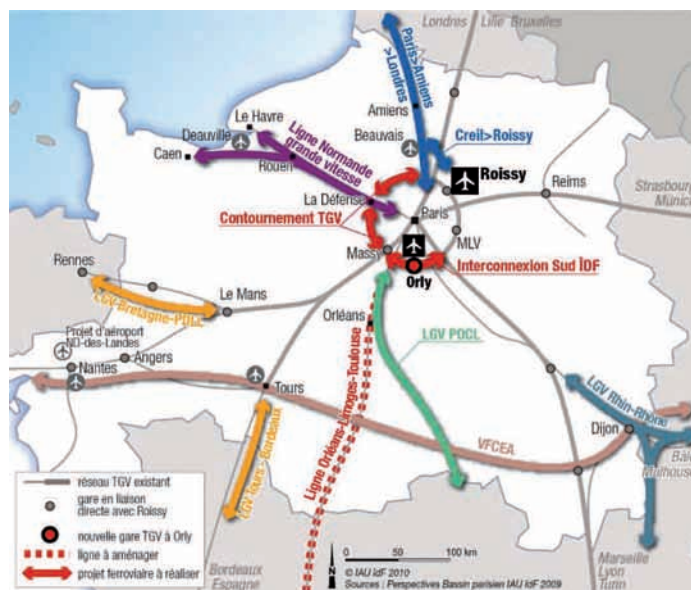 Londres
Lille Bruxelles
Paris>Amiens
>Londres
Amiens
Le Havre
Deauville
Ligne Normande
grande vitesse
Beauvais
Creil>Roissy
Caen
Rouen
Roissy
Reims
La Défense
Strasbourg
Contournement TGV
Paris
MLV
Massy
Rennes
Interconnexion Sud IDF
Orly
LGV-Bretagne-PDLL
Le Mans
Orléans
Projet d'aéroport
ND-des-Landes
LGV POCL
Angers
Nantes
Ligne Orléans-Limoges-Toulouse
Tours
LGV Rhin-Rhône
Dijon
VFCEA
LGV Tours - Bordeaux
Bâle
Mulhouse
réseau TGV existant
gare en liaison
directe avec Roissy
nouvelle gare TGV à Orly
ligne à aménager
projet ferroviaire à réaliser
Bordeaux
Espagne
N
0 50 100 km
© IAU îdF 2010
Sources : Perspectives Bassin parisien IAU îdF 2009
Marseille
Lyon
Turin